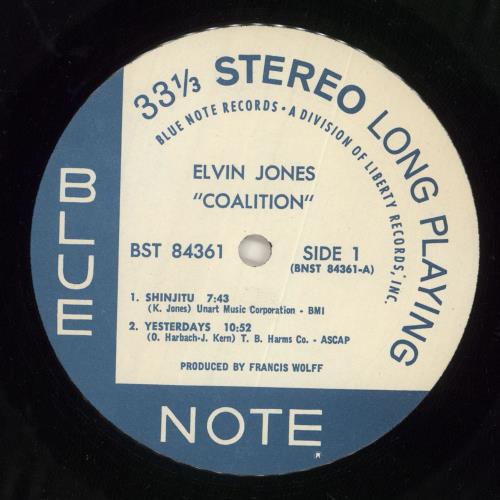 33⅓ STEREO LONG PLAYING
BLUE NOTE RECORDS • A DIVISION OF LIBERTY RECORDS, INC.
ELVIN JONES
"COALITION"
BST 84361
SIDE 1
(BNST 84361-A)
1. SHINJITU 7:43
(K. Jones) Unart Music Corporation - BMI
2. YESTERDAYS 10:52
(O. Harbach-J. Kern) T. B. Harms Co. - ASCAP
PRODUCED BY FRANCIS WOLFF
BLUE
NOTE